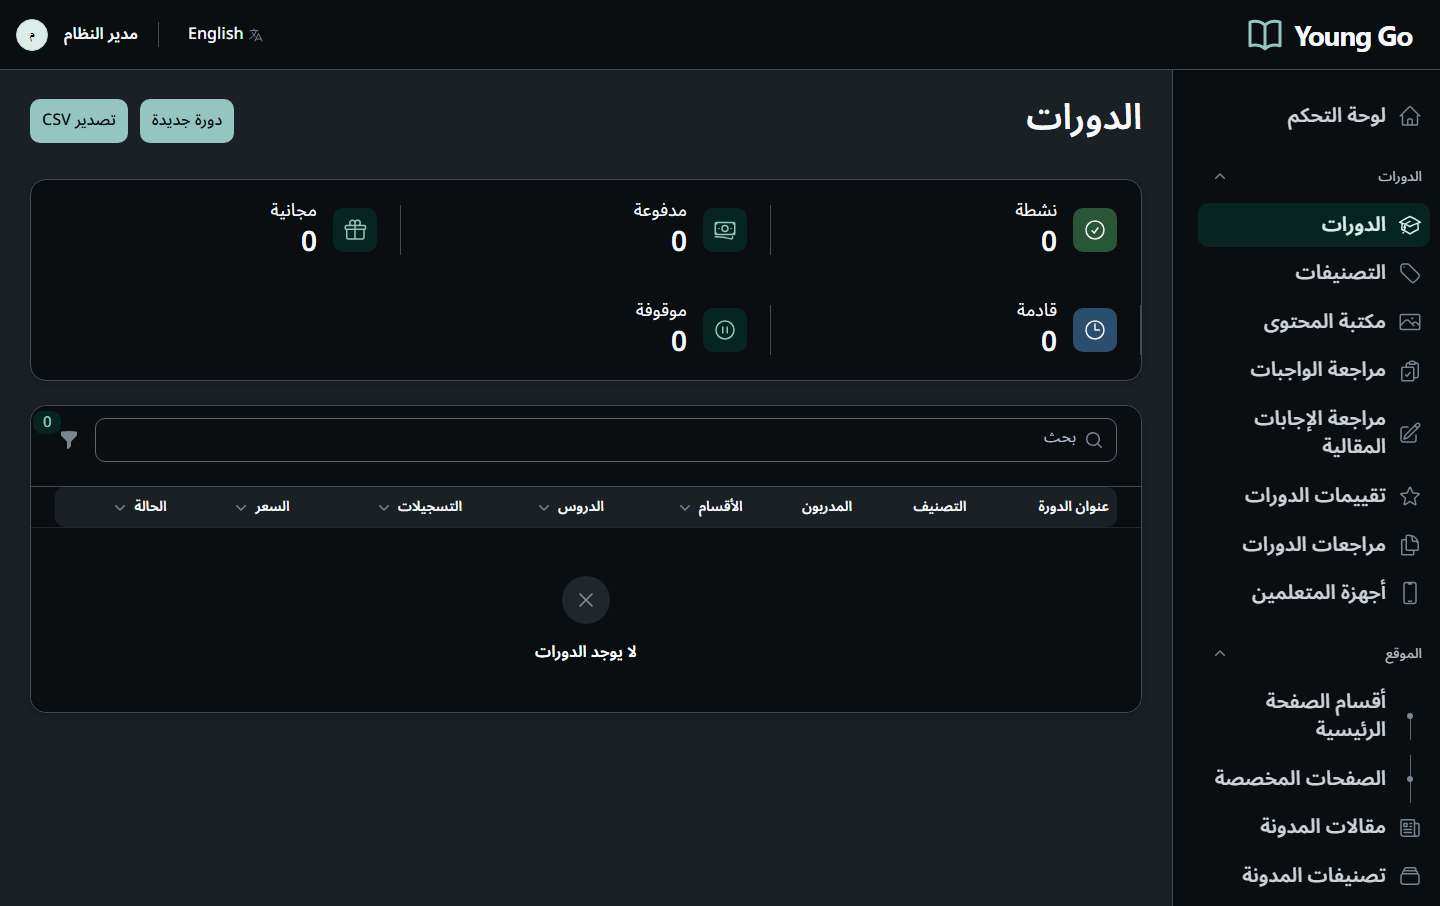 Young Go
English
مدير النظام
م
لوحة التحكم
الدورات
الدورات
التصنيفات
مكتبة المحتوى
مراجعة الواجبات
مراجعة الإجابات
المقالية
تقييمات الدورات
مراجعات الدورات
أجهزة المتعلمين
الموقع
أقسام الصفحة
الرئيسية
الصفحات المخصصة
مقالات المدونة
تصنيفات المدونة
الدورات
دورة جديدة
تصدير CSV
نشطة
0
مدفوعة
0
مجانية
0
قادمة
0
موقوفة
0
بحث
0
عنوان الدورة التصنيف المدربون الأقسام الدروس التسجيلات السعر الحالة
لا يوجد الدورات